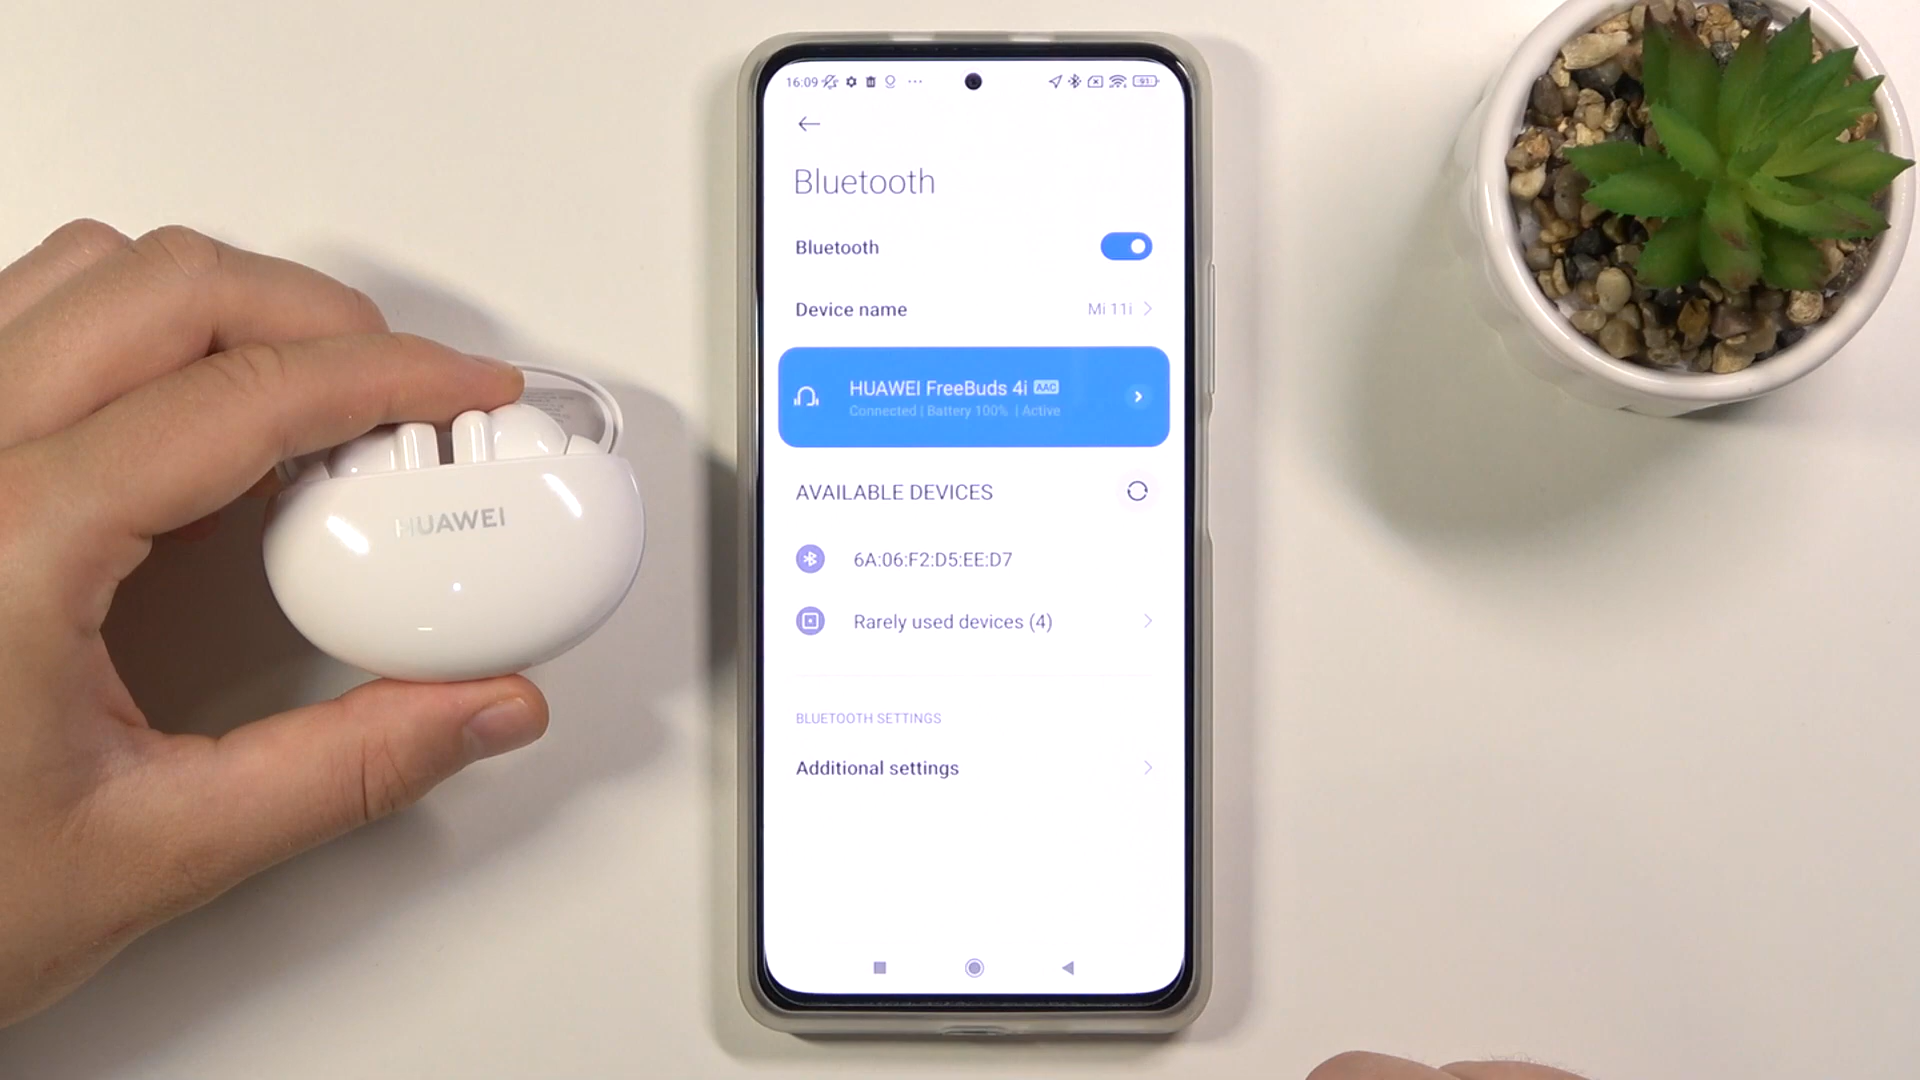 16:09
91
Bluetooth
Bluetooth
Device name
Mi 11i
HUAWEI FreeBuds 4i AAC
Connected | Battery 100% | Active
AVAILABLE DEVICES
6A:06:F2:D5:EE:D7
Rarely used devices (4)
BLUETOOTH SETTINGS
Additional settings
HUAWEI